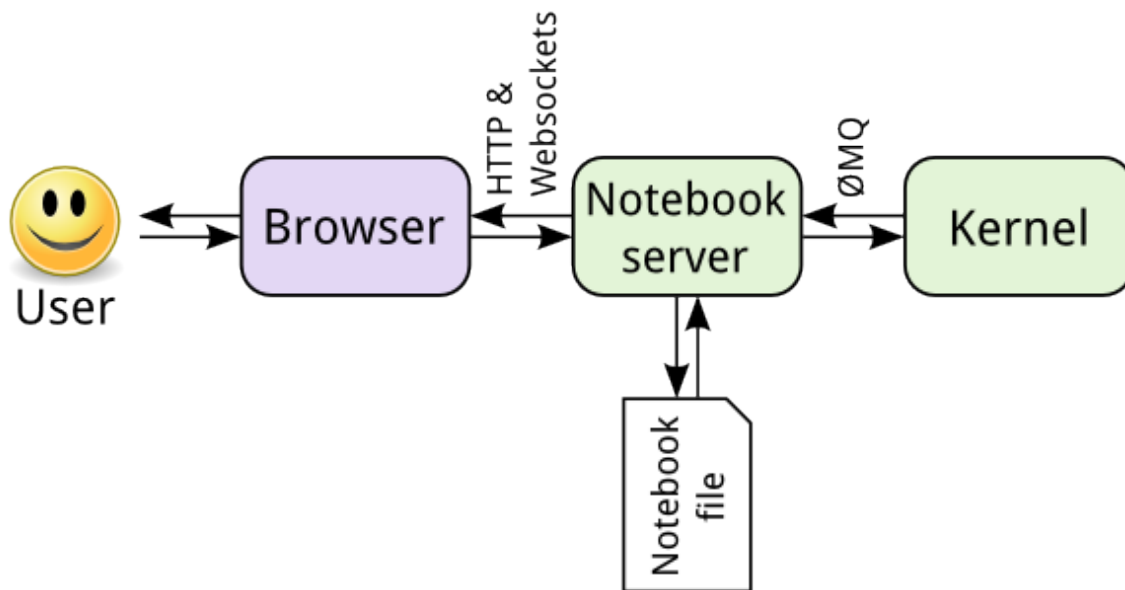 User
Browser
HTTP &
Websockets
Notebook
server
ØMQ
Kernel
Notebook
file